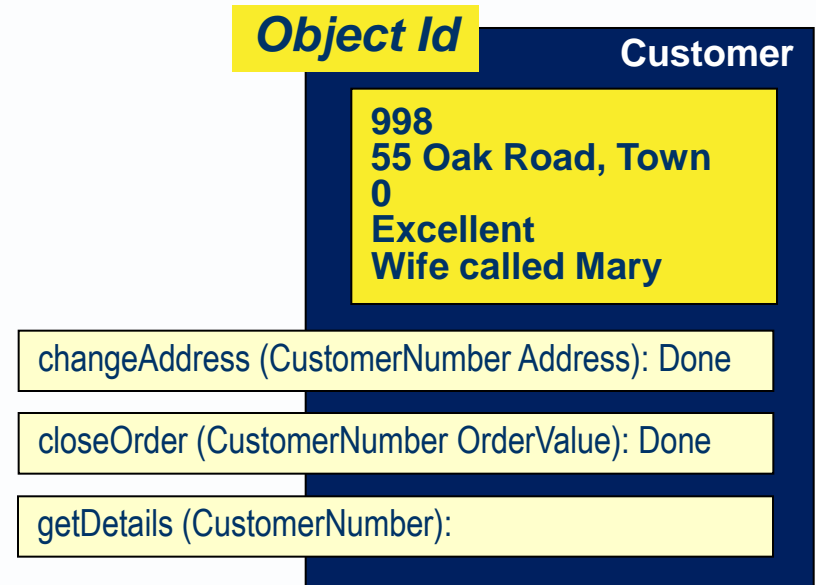 Object Id
Customer
998
55 Oak Road, Town
0
Excellent
Wife called Mary
changeAddress (CustomerNumber Address): Done
closeOrder (CustomerNumber OrderValue): Done
getDetails (CustomerNumber):